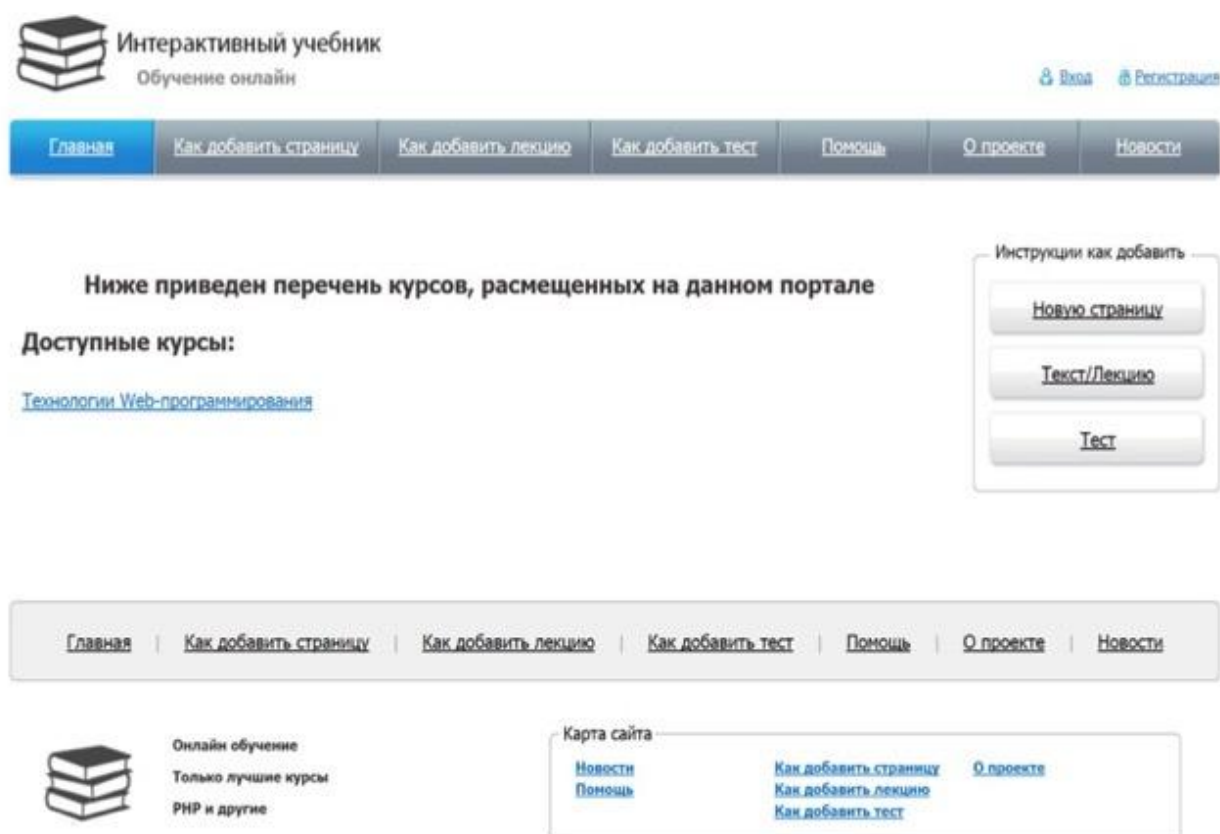 Интерактивный учебник
Обучение онлайн
Вход Регистрация
Главная Как добавить страницу Как добавить лекцию Как добавить тест Помощь О проекте Новости
Инструкции как добавить
Ниже приведен перечень курсов, расмещенных на данном портале
Новую страницу
Доступные курсы:
Текст/Лекцию
Технологии Web-программирования
Тест
Главная | Как добавить страницу | Как добавить лекцию | Как добавить тест | Помощь | О проекте | Новости
Онлайн обучение
Только лучшие курсы
PHP и другие
Карта сайта
Новости Как добавить страницу О проекте
Помощь Как добавить лекцию
Как добавить тест